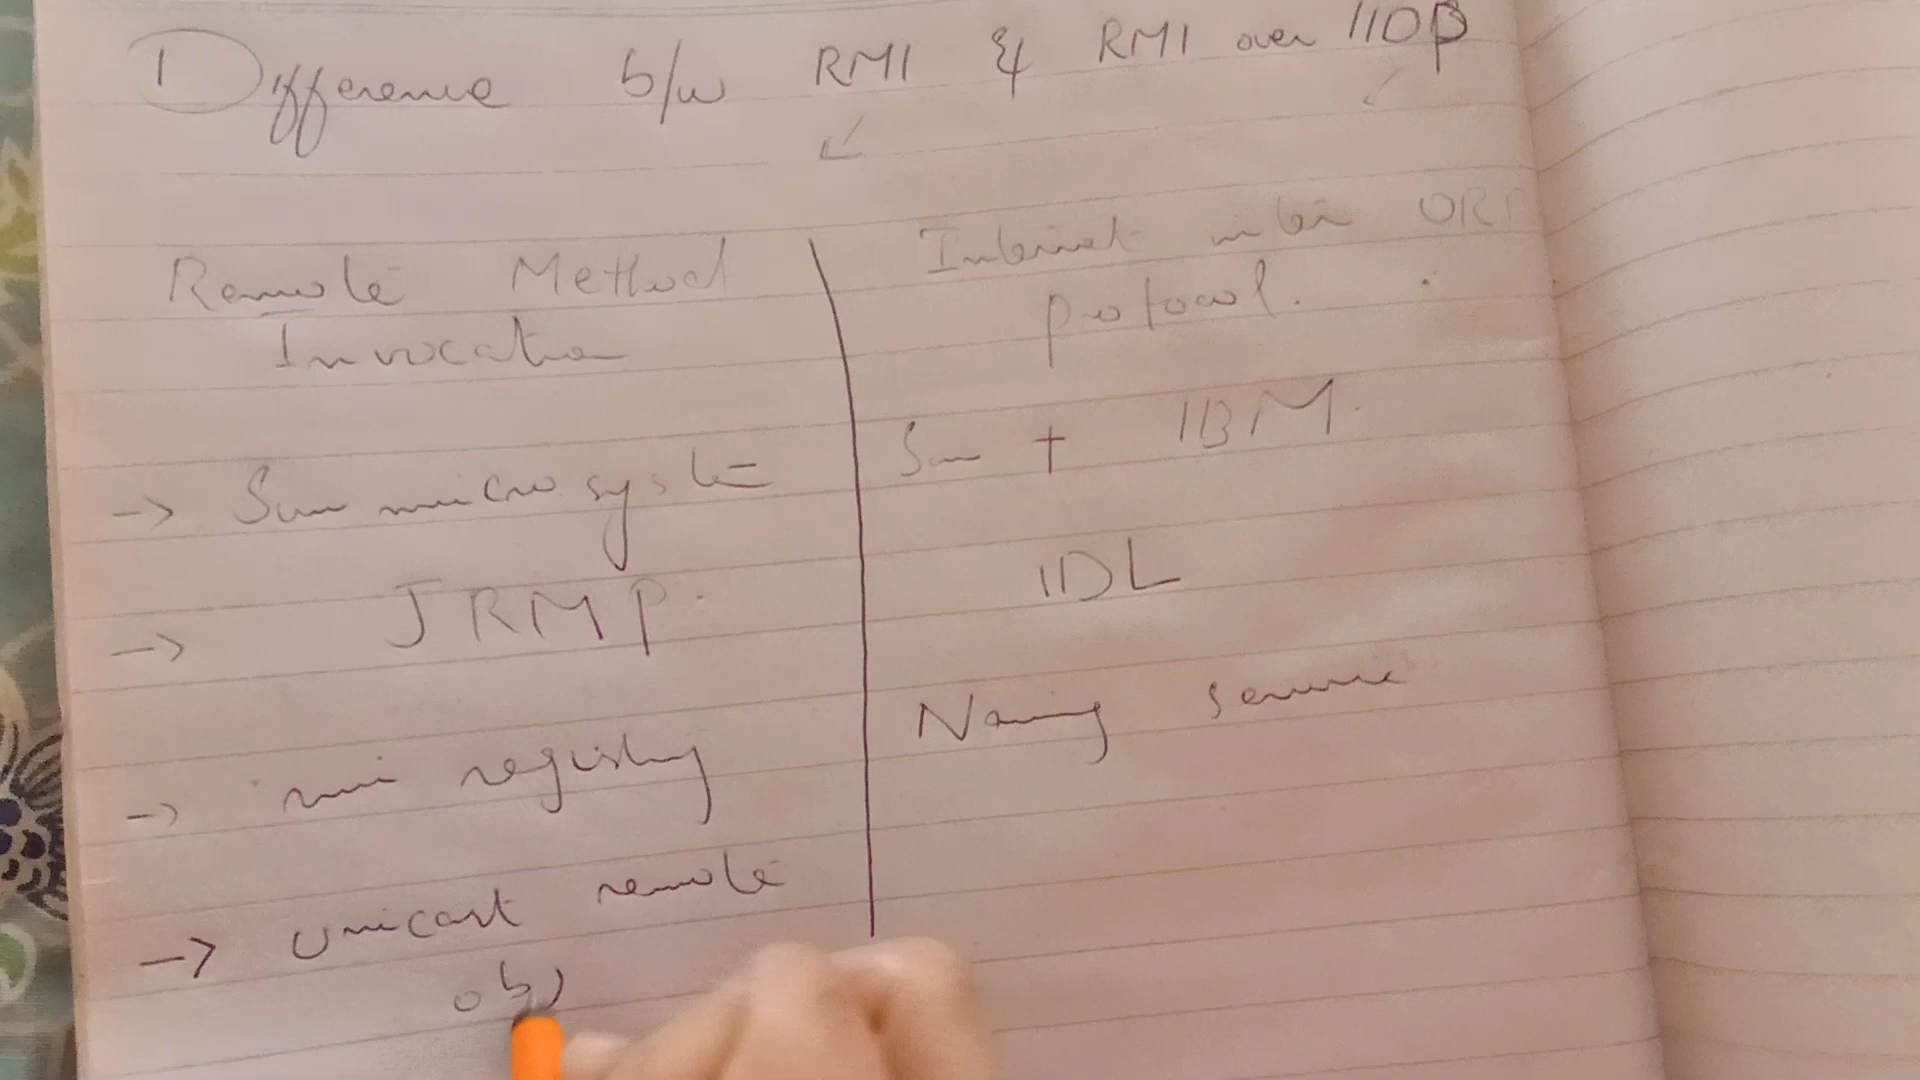 Difference b/w RMI & RMI over IIOP
Remote Method
Invocation
Internet inter ORB
protocol.
→ Sun micro system
Sun + IBM.
→ JRMP.
IDL
→ rmi registry
Naming service
→ unicast remote
obj